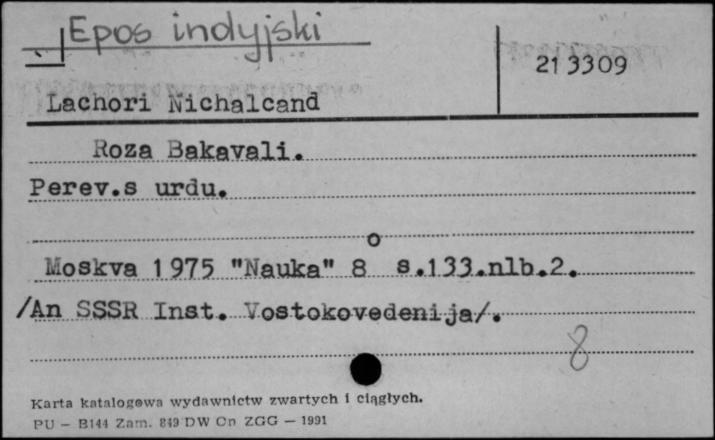 Epos indyjski
213309
Lachori Nichalcand
Roza Bakavali.
Perev.s urdu.
Moskva 1975 "Nauka" 8° s.133.nlb.2.
/An SSSR Inst. Vostokovedenija/.
8
Karta katalogowa wydawnictw zwartych i ciągłych.
PU – B144 Zam. 849 DW Cn ZGG – 1991